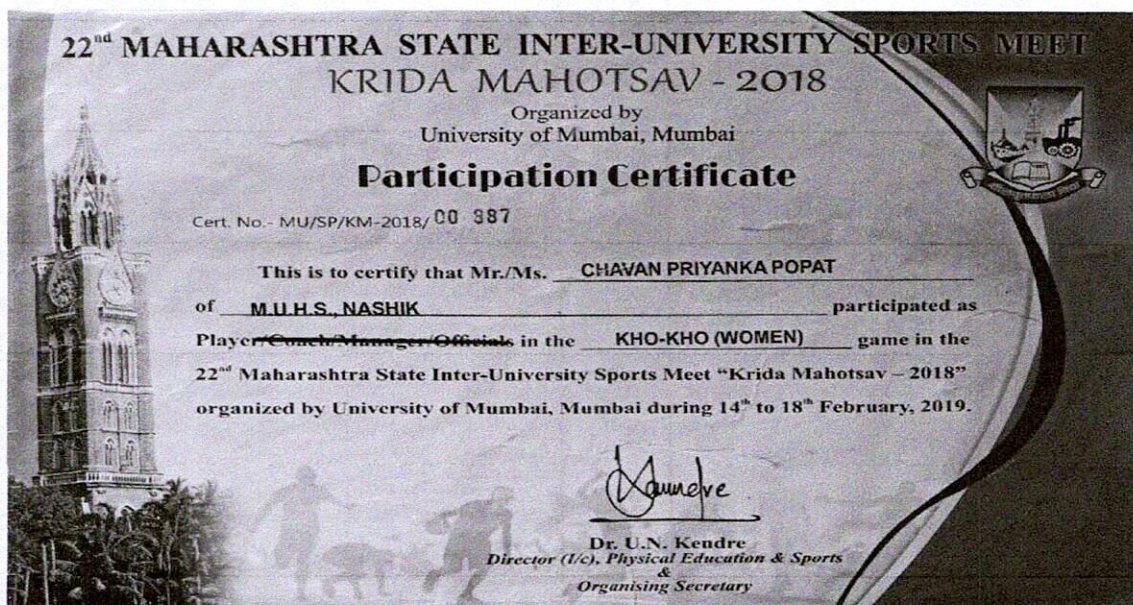 22nd MAHARASHTRA STATE INTER-UNIVERSITY SPORTS MEET
KRIDA MAHOTSAV - 2018
Organized by
University of Mumbai, Mumbai
Participation Certificate
Cert. No.- MU/SP/KM-2018/ 00 387
This is to certify that Mr./Ms. CHAVAN PRIYANKA POPAT
of M.U.H.S., NASHIK participated as
Player/Coach/Manager/Officials in the KHO-KHO (WOMEN) game in the
22nd Maharashtra State Inter-University Sports Meet “Krida Mahotsav – 2018”
organized by University of Mumbai, Mumbai during 14th to 18th February, 2019.
Dr. U.N. Kendre
Director (I/c), Physical Education & Sports
&
Organising Secretary